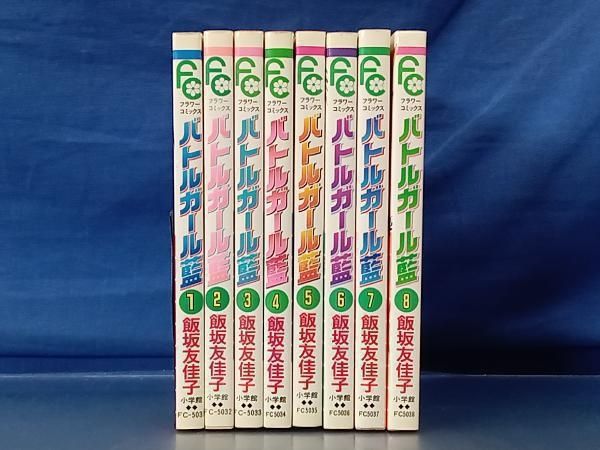 FC
フラワー
コミックス
バトルガール藍
1
飯坂友佳子
小学館
FC-503
FC
フラワー
コミックス
バトルガール藍
2
飯坂友佳子
小学館
FC-5032
FC
フラワー
コミックス
バトルガール藍
3
飯坂友佳子
小学館
FC-5033
FC
フラワー
コミックス
バトルガール藍
4
飯坂友佳子
小学館
FC5034
FC
フラワー
コミックス
バトルガール藍
5
飯坂友佳子
小学館
FC5035
FC
フラワー
コミックス
バトルガール藍
6
飯坂友佳子
小学館
FC5036
FC
フラワー
コミックス
バトルガール藍
7
飯坂友佳子
小学館
FC5037
FC
フラワー
コミックス
バトルガール藍
8
飯坂友佳子
小学館
FC5038